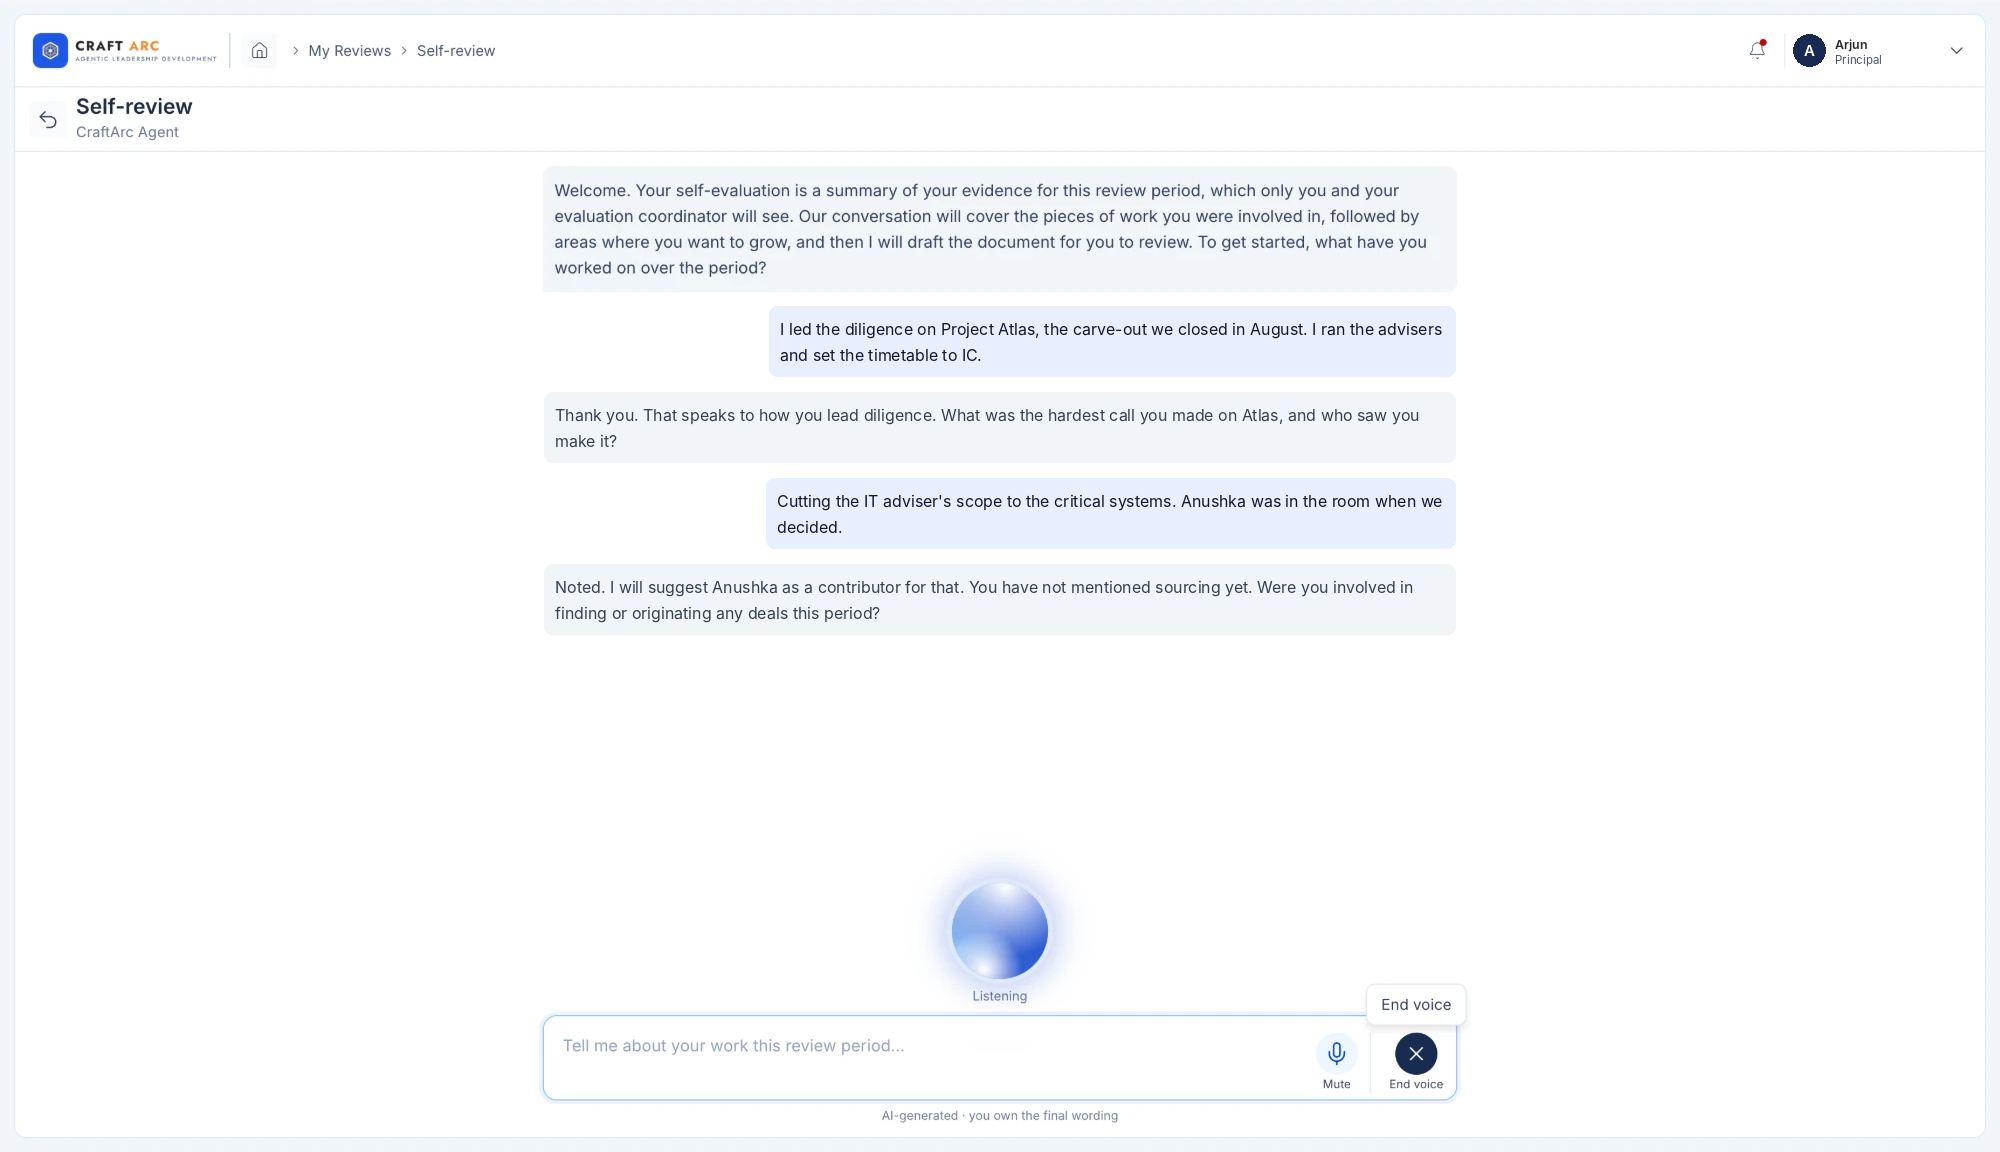 CRAFT ARC
AGENTIC LEADERSHIP DEVELOPMENT
My Reviews
Self-review
A
Arjun
Principal
Self-review
CraftArc Agent
Welcome. Your self-evaluation is a summary of your evidence for this review period, which only you and your
evaluation coordinator will see. Our conversation will cover the pieces of work you were involved in, followed by
areas where you want to grow, and then I will draft the document for you to review. To get started, what have you
worked on over the period?
I led the diligence on Project Atlas, the carve-out we closed in August. I ran the advisers
and set the timetable to IC.
Thank you. That speaks to how you lead diligence. What was the hardest call you made on Atlas, and who saw you
make it?
Cutting the IT adviser's scope to the critical systems. Anushka was in the room when we
decided.
Noted. I will suggest Anushka as a contributor for that. You have not mentioned sourcing yet. Were you involved in
finding or originating any deals this period?
Listening
End voice
Tell me about your work this review period...
Mute
End voice
AI-generated · you own the final wording